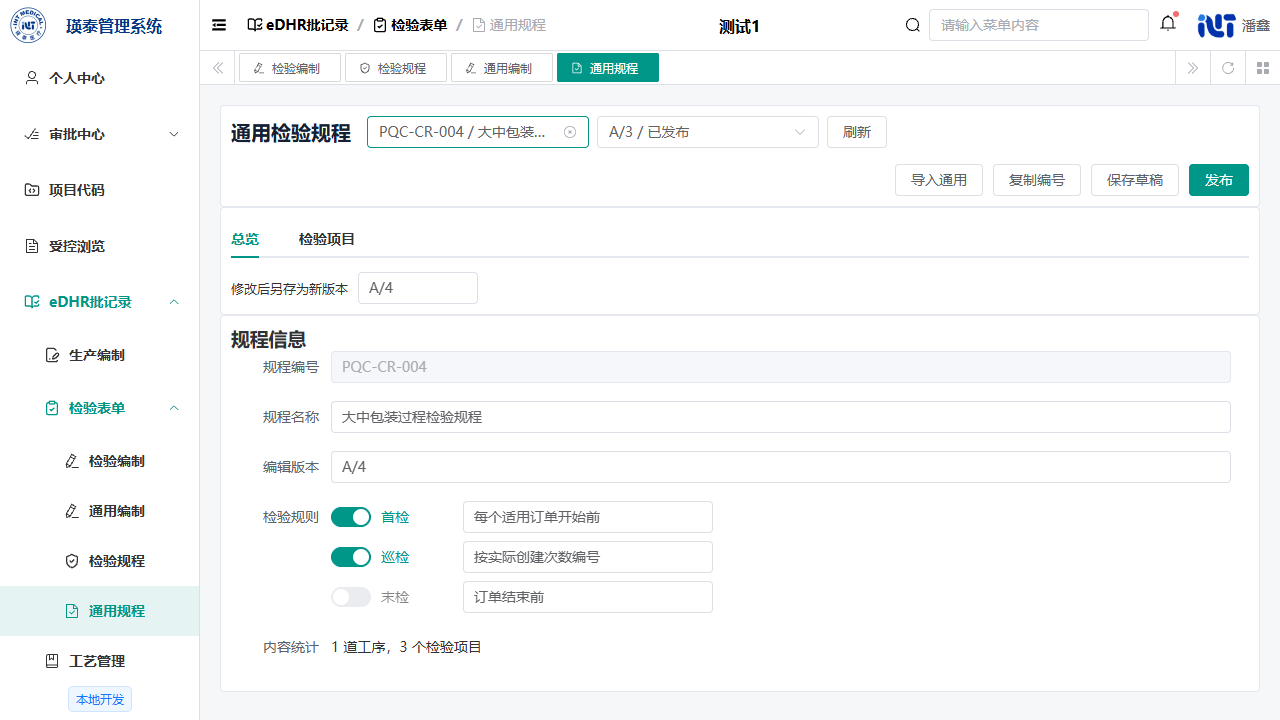 瑛泰管理系统
eDHR批记录 / 检验表单 / 通用规程
测试1
请输入菜单内容
潘鑫
检验编制
检验规程
通用编制
通用规程
个人中心
审批中心
项目代码
受控浏览
eDHR批记录
生产编制
检验表单
检验编制
通用编制
检验规程
通用规程
工艺管理
本地开发
通用检验规程
PQC-CR-004 / 大中包装...
A/3 / 已发布
刷新
导入通用
复制编号
保存草稿
发布
总览
检验项目
修改后另存为新版本
A/4
规程信息
规程编号
PQC-CR-004
规程名称
大中包装过程检验规程
编辑版本
A/4
检验规则
首检
每个适用订单开始前
巡检
按实际创建次数编号
末检
订单结束前
内容统计
1 道工序，3 个检验项目